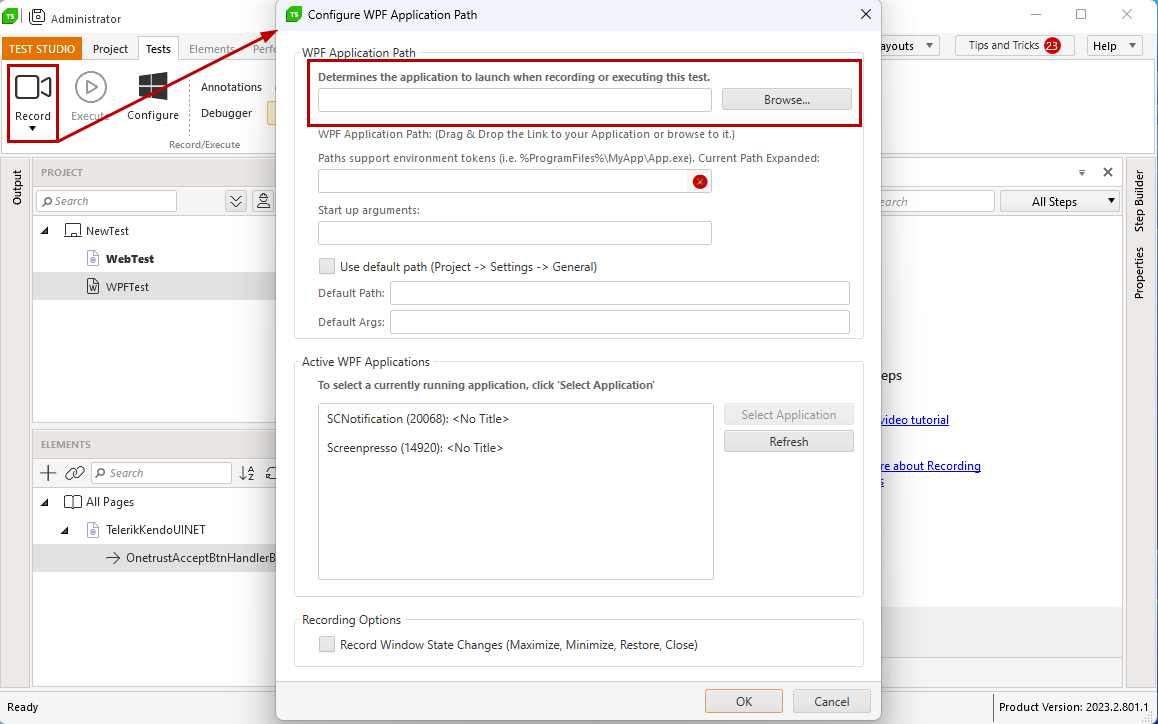 TS
Administrator
TEST STUDIO
Project
Tests
Elements
Perf
Record
Execute
Configure
Annotations
Debugger
Record/Execute
ayouts
Tips and Tricks 23
Help
Output
PROJECT
Search
NewTest
WebTest
WPFTest
ELEMENTS
Search
All Pages
TelerikKendoUINET
OnetrustAcceptBtnHandlerB
Ready
TS Configure WPF Application Path
WPF Application Path
Determines the application to launch when recording or executing this test.
Browse...
WPF Application Path: (Drag & Drop the Link to your Application or browse to it.)
Paths support environment tokens (i.e. %ProgramFiles%\MyApp\App.exe). Current Path Expanded:
Start up arguments:
Use default path (Project -> Settings -> General)
Default Path:
Default Args:
Active WPF Applications
To select a currently running application, click 'Select Application'
SCNotification (20068): <No Title>
Screenpresso (14920): <No Title>
Select Application
Refresh
Recording Options
Record Window State Changes (Maximize, Minimize, Restore, Close)
OK
Cancel
earch
All Steps
eps
video tutorial
re about Recording
s
Step Builder
Properties
Product Version: 2023.2.801.1